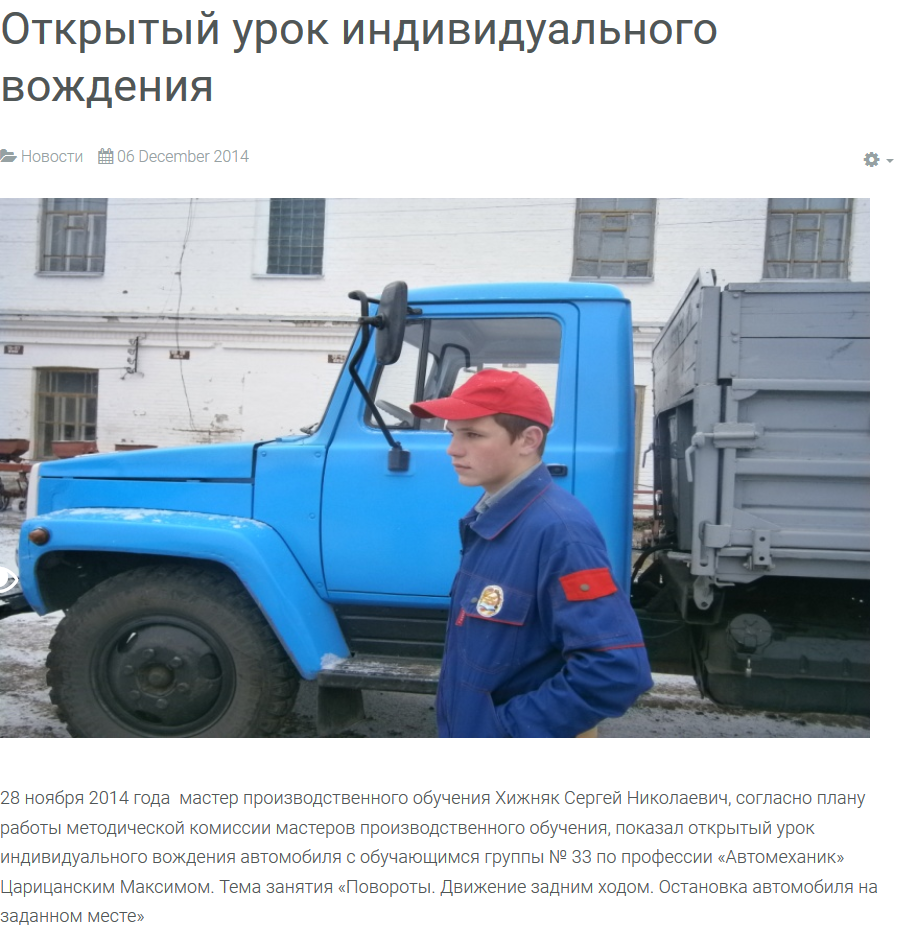 Открытый урок индивидуального
вождения
Новости 06 December 2014
28 ноября 2014 года  мастер производственного обучения Хижняк Сергей Николаевич, согласно плану
работы методической комиссии мастеров производственного обучения, показал открытый урок
индивидуального вождения автомобиля с обучающимся группы № 33 по профессии «Автомеханик»
Царицанским Максимом. Тема занятия «Повороты. Движение задним ходом. Остановка автомобиля на
заданном месте»